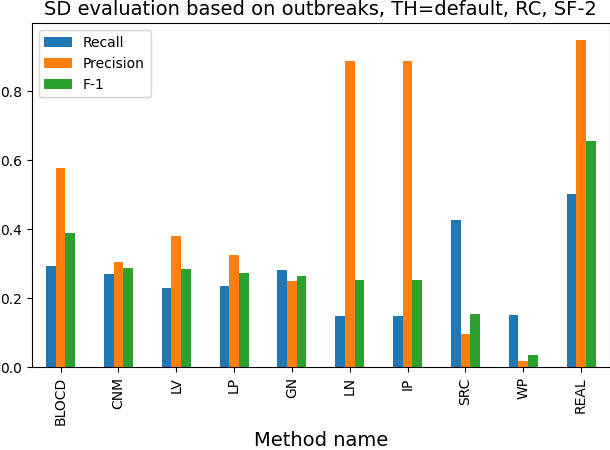 SD evaluation based on outbreaks, TH=default, RC, SF-2
Recall
Precision
F-1
0.8
0.6
0.4
0.2
0.0
BLOCD
CNM
LV
LP
GN
LN
IP
SRC
WP
REAL
Method name